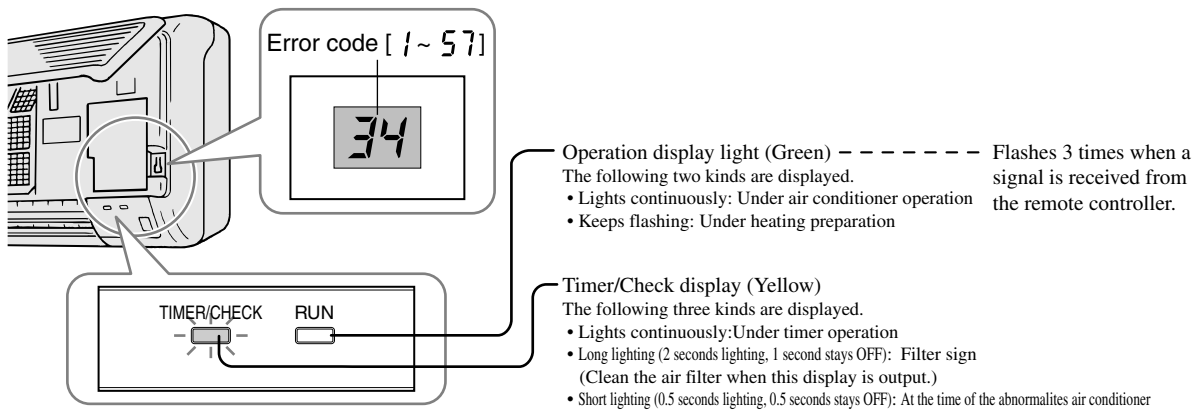 Error code [ 1 ~ 57 ]
34
Operation display light (Green) – – – – – – – Flashes 3 times when a
The following two kinds are displayed.
signal is received from
• Lights continuously: Under air conditioner operation
the remote controller.
• Keeps flashing: Under heating preparation
TIMER/CHECK RUN
Timer/Check display (Yellow)
The following three kinds are displayed.
• Lights continuously:Under timer operation
• Long lighting (2 seconds lighting, 1 second stays OFF): Filter sign
(Clean the air filter when this display is output.)
• Short lighting (0.5 seconds lighting, 0.5 seconds stays OFF): At the time of the abnormalites air conditioner